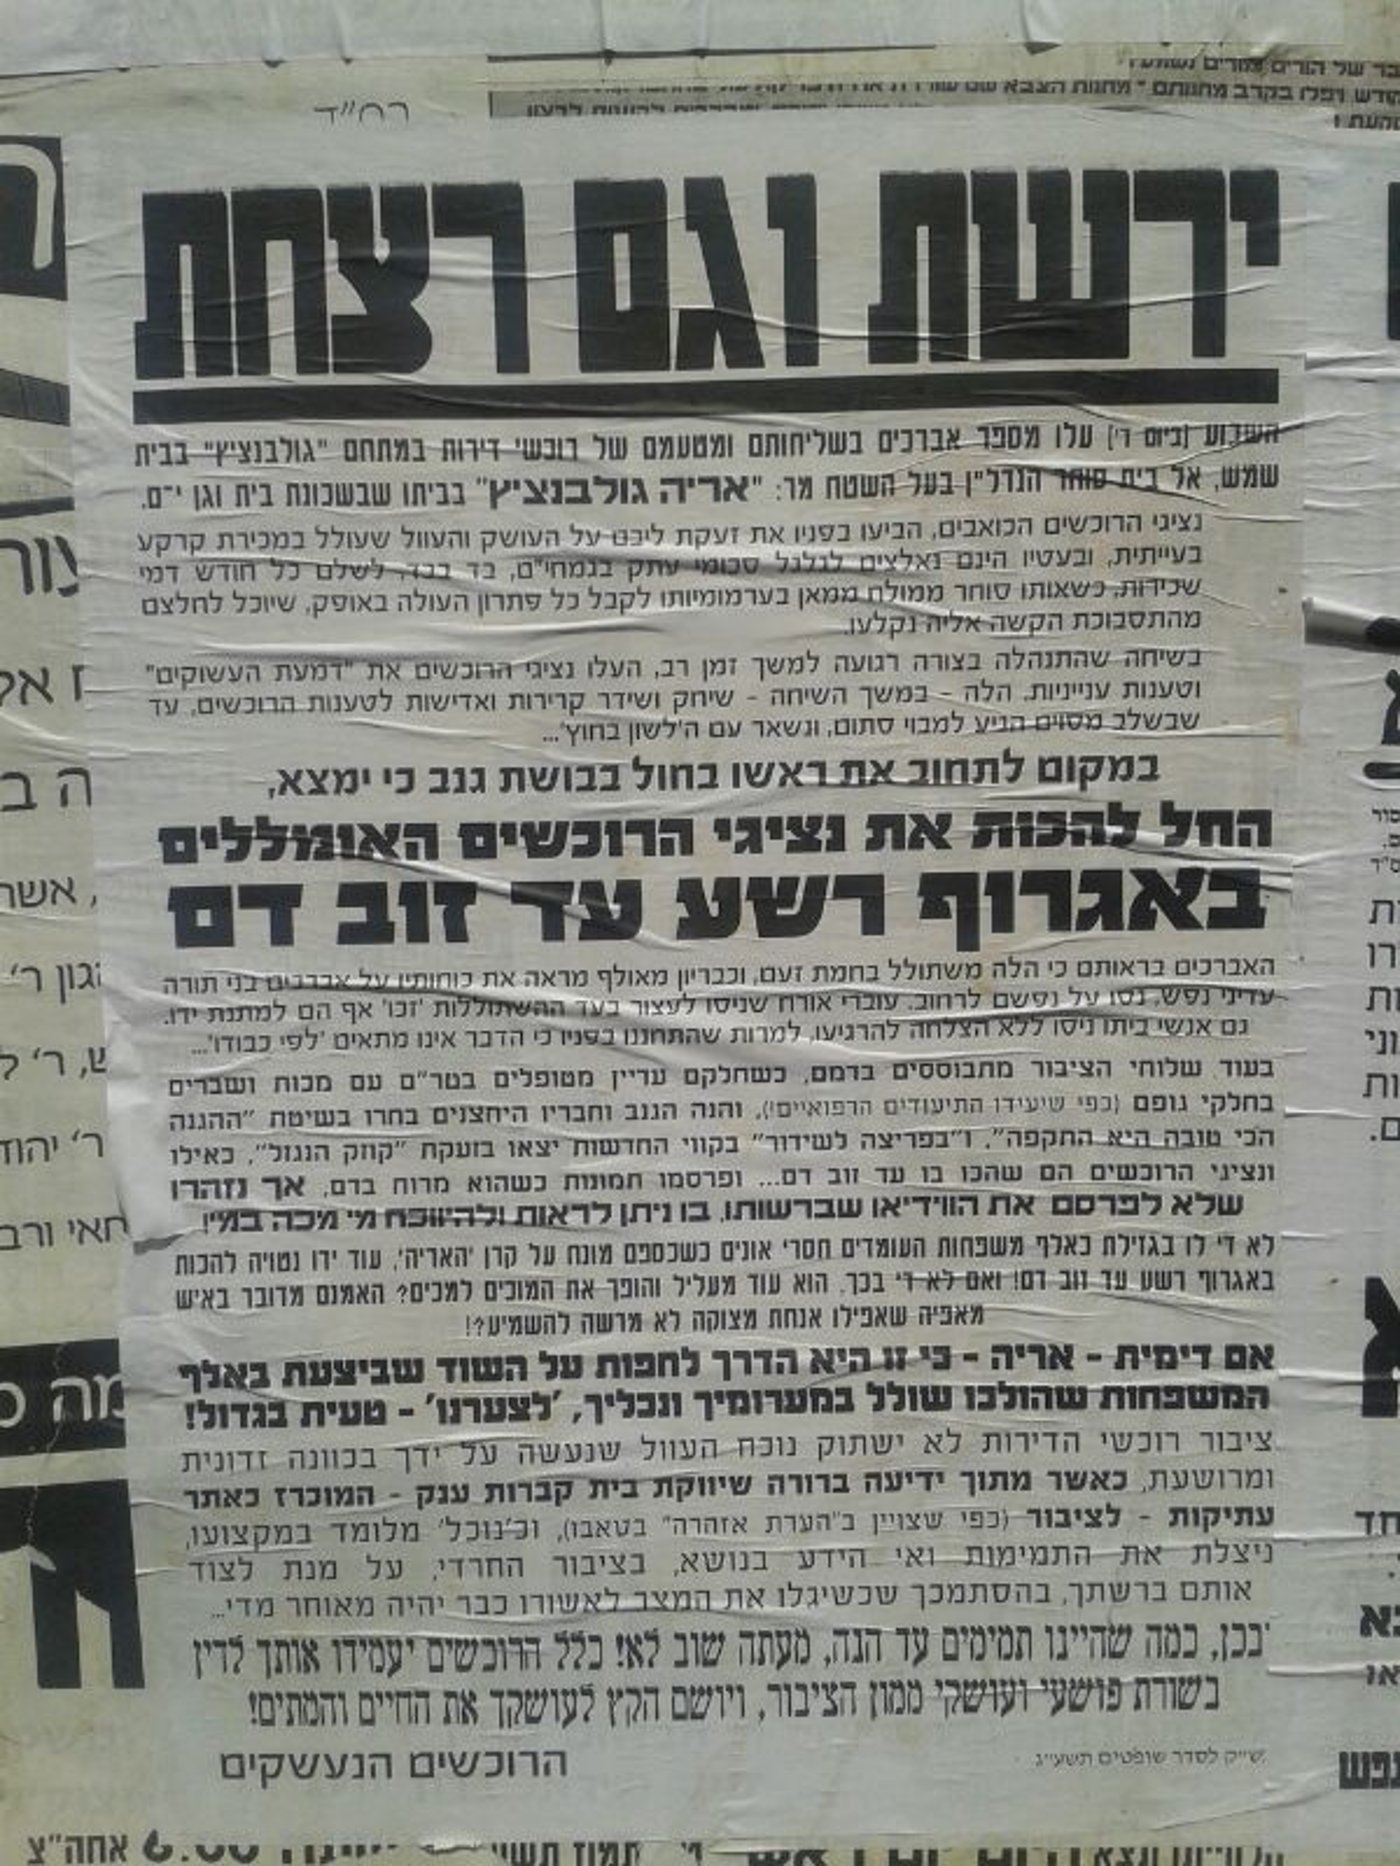 רח״ד
ירשת וגם רצחת
השבוע [ביום ד׳] עלו מספר אברכים בשליחותם ומטעמם של רוכשי דירות במתחם ״גולבנציץ״ בבית
שמש, אל בית סוחר הנדל״ן בעל השטח מר: ״אריה גולבנציץ״ בביתו שבשכונת בית וגן י־ם.
נציגי הרוכשים הכואבים, הביעו בפניו את זעקת ליבם על העושק והעוול שעולל במכירת קרקע
בעייתית, ובעטיו הינם נאלצים לגלגל סכומי עתק בגמחי״ם, בד בבד, לשלם כל חודש דמי
שכירות, כשאותו סוחר ממולח ממאן בערמומיותו לקבל כל פתרון העולה באופק, שיוכל לחלצם
מהתסבוכת הקשה אליה נקלעו.
בשיחה שהתנהלה בצורה רגועה למשך זמן רב, העלו נציגי הרוכשים את ״דמעת העשוקים״
וטענות ענייניות. הלה - במשך השיחה - שיחק ושידר קרירות ואדישות לטענות הרוכשים, עד
שבשלב מסוים הגיע למבוי סתום, ונשאר עם ה׳לשון בחוץ׳...
במקום לתחוב את ראשו בחול בבושת גנב כי ימצא,
החל להכות את נציגי הרוכשים האומללים
באגרוף רשע עד זוב דם
האברכים בראותם כי הלה משתולל בחמת זעם, וכבריון מאולף מראה את כוחותיו על אברכים בני תורה
עדיני נפש, נסו על נפשם לרחוב. עוברי אורח שניסו לעצור בעד ההשתוללות ׳זכו׳ אף הם למתנת ידו.
גם אנשי ביתו ניסו ללא הצלחה להרגיעו, למרות שהתחננו בפניו כי הדבר אינו מתאים ׳לפי כבודו׳...
בעוד שלוחי הציבור מתבוססים בדמם, כשחלקם עדיין מטופלים בטר״ם עם מכות ושברים
בחלקי גופם (כפי שיעידו התיעודים הרפואיים!), והנה הגנב וחבריו היחצנים בחרו בשיטת ״ההגנה
הכי טובה היא התקפה״, ו״בפריצה לשידור״ בקווי החדשות יצאו בזעקת ״קוזק הנגזל״, כאילו
ונציגי הרוכשים הם שהכו בו עד זוב דם... ופרסמו תמונות כשהוא מרוח בדם, אך נזהרו
שלא לפרסם את הווידיאו שברשותו, בו ניתן לראות ולהיווכח מי מכה במי!
לא די לו בגזילת כאלף משפחות העומדים חסרי אונים כשכספם מונח על קרן ׳האריה׳, עוד ידו נטויה להכות
באגרוף רשע עד זוב דם! ואם לא די בכך, הוא עוד מעליל והופך את המוכים למכים? האמנם מדובר באיש
מאפיה שאפילו אנחת מצוקה לא מרשה להשמיע?!
אם דימית - אריה - כי זו היא הדרך לחפות על השוד שביצעת באלף
המשפחות שהולכו שולל במערומיך ונכליך, ׳לצערנו׳ - טעית בגדול!
ציבור רוכשי הדירות לא ישתוק נוכח העוול שנעשה על ידך בכוונה זדונית
ומרושעת, כאשר מתוך ידיעה ברורה שיווקת בית קברות ענק - המוכרז כאתר
עתיקות - לציבור (כפי שצויין ב״הערת אזהרה״ בטאבו), וכ׳נוכל׳ מלומד במקצועו,
ניצלת את התמימות ואי הידע בנושא, בציבור החרדי, על מנת לצוד
אותם ברשתך, בהסתמכך שכשיגלו את המצב לאשורו כבר יהיה מאוחר מדי...
ובכן, כמה שהיינו תמימים עד הנה, מעתה שוב לא! כלל הרוכשים יעמידו אותך לדין
בשורת פושעי ועושקי ממון הציבור, ויושם הקץ לעושקך את החיים והמתים!
הרוכשים הנעשקים
ש״ק לסדר שופטים תשע״ג
תמוז תשע
6:00 אחה״צ